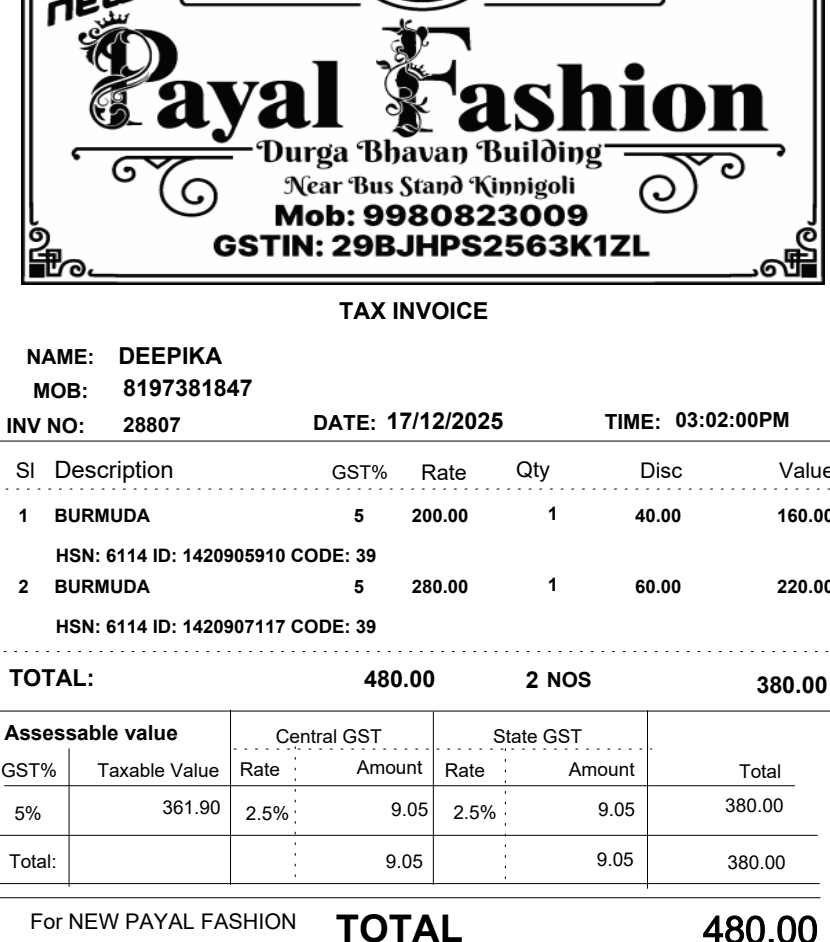 new
Payal Fashion
Durga Bhavan Building
Near Bus Stand Kinnigoli
Mob: 9980823009
GSTIN: 29BJHPS2563K1ZL
TAX INVOICE
NAME: DEEPIKA
MOB: 8197381847
INV NO: 28807 DATE: 17/12/2025 TIME: 03:02:00PM
Sl Description GST% Rate Qty Disc Value
1 BURMUDA 5 200.00 1 40.00 160.00
HSN: 6114 ID: 1420905910 CODE: 39
2 BURMUDA 5 280.00 1 60.00 220.00
HSN: 6114 ID: 1420907117 CODE: 39
TOTAL: 480.00 2 NOS 380.00
Assessable value Central GST State GST
GST% Taxable Value Rate Amount Rate Amount Total
5% 361.90 2.5% 9.05 2.5% 9.05 380.00
Total: 9.05 9.05 380.00
For NEW PAYAL FASHION TOTAL 480.00